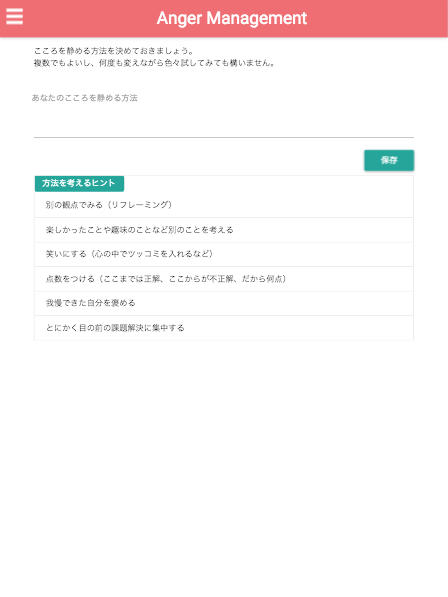 Anger Management
こころを静める方法を決めておきましょう。
複数でもよいし、何度も変えながら色々試してみても構いません。
あなたのこころを静める方法
保存
方法を考えるヒント
別の観点でみる（リフレーミング）
楽しかったことや趣味のことなど別のことを考える
笑いにする（心の中でツッコミを入れるなど）
点数をつける（ここまでは正解、ここからが不正解、だから何点）
我慢できた自分を褒める
とにかく目の前の課題解決に集中する